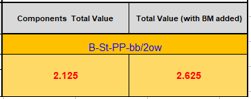 Components  Total Value
Total Value (with BM added)
B-St-PP-bb/2ow
2.125
2.625